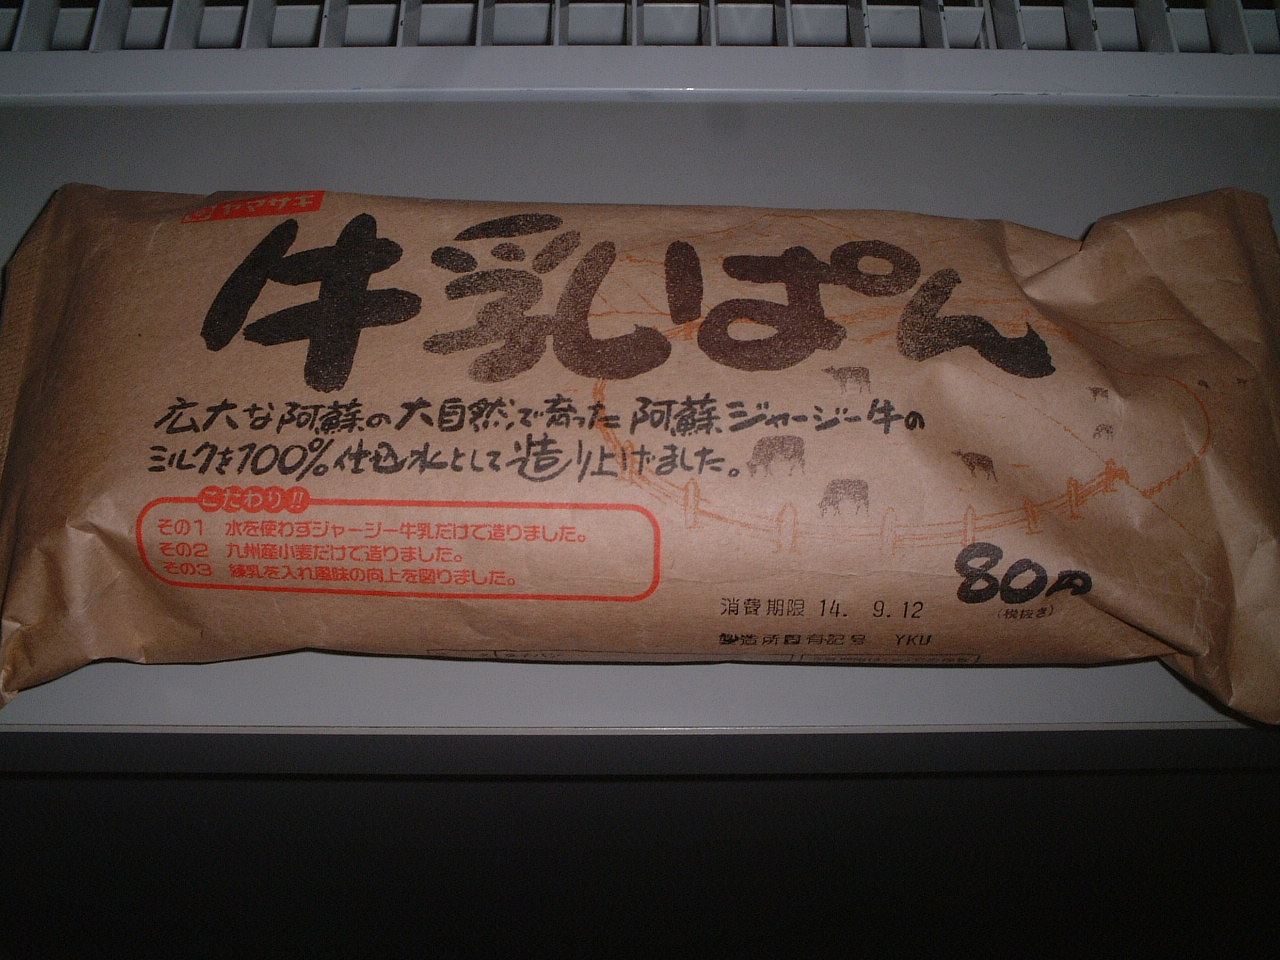 ヤマザキ
牛乳ぱん
広大な阿蘇の大自然で育った阿蘇ジャージー牛の
ミルクを100%仕込水として造り上げました。
こだわり!!
その1 水を使わずジャージー牛乳だけで造りました。
その2 九州産小麦だけで造りました。
その3 練乳を入れ風味の向上を図りました。
80円
(税抜き)
消費期限 14. 9.12
製造所固有記号 YKU